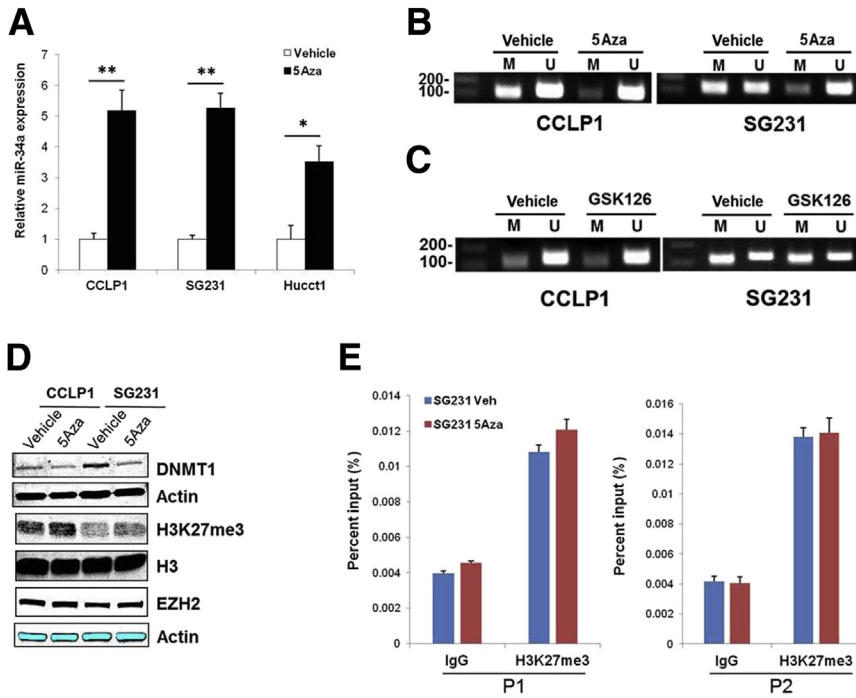 A
Relative miR-34a expression
7
6
5
4
3
2
1
0
** ** *
Vehicle
5Aza
CCLP1 SG231 Hucct1
B
Vehicle 5Aza Vehicle 5Aza
M U M U M U M U
200-
100-
CCLP1 SG231
C
Vehicle GSK126 Vehicle GSK126
M U M U M U M U
200-
100-
CCLP1 SG231
D
CCLP1 SG231
Vehicle 5Aza Vehicle 5Aza
DNMT1
Actin
H3K27me3
H3
EZH2
Actin
E
Percent input (%)
0.014
0.012
0.01
0.008
0.006
0.004
0.002
0
SG231 Veh
SG231 5Aza
IgG H3K27me3
P1
Percent input (%)
0.016
0.014
0.012
0.01
0.008
0.006
0.004
0.002
0
IgG H3K27me3
P2